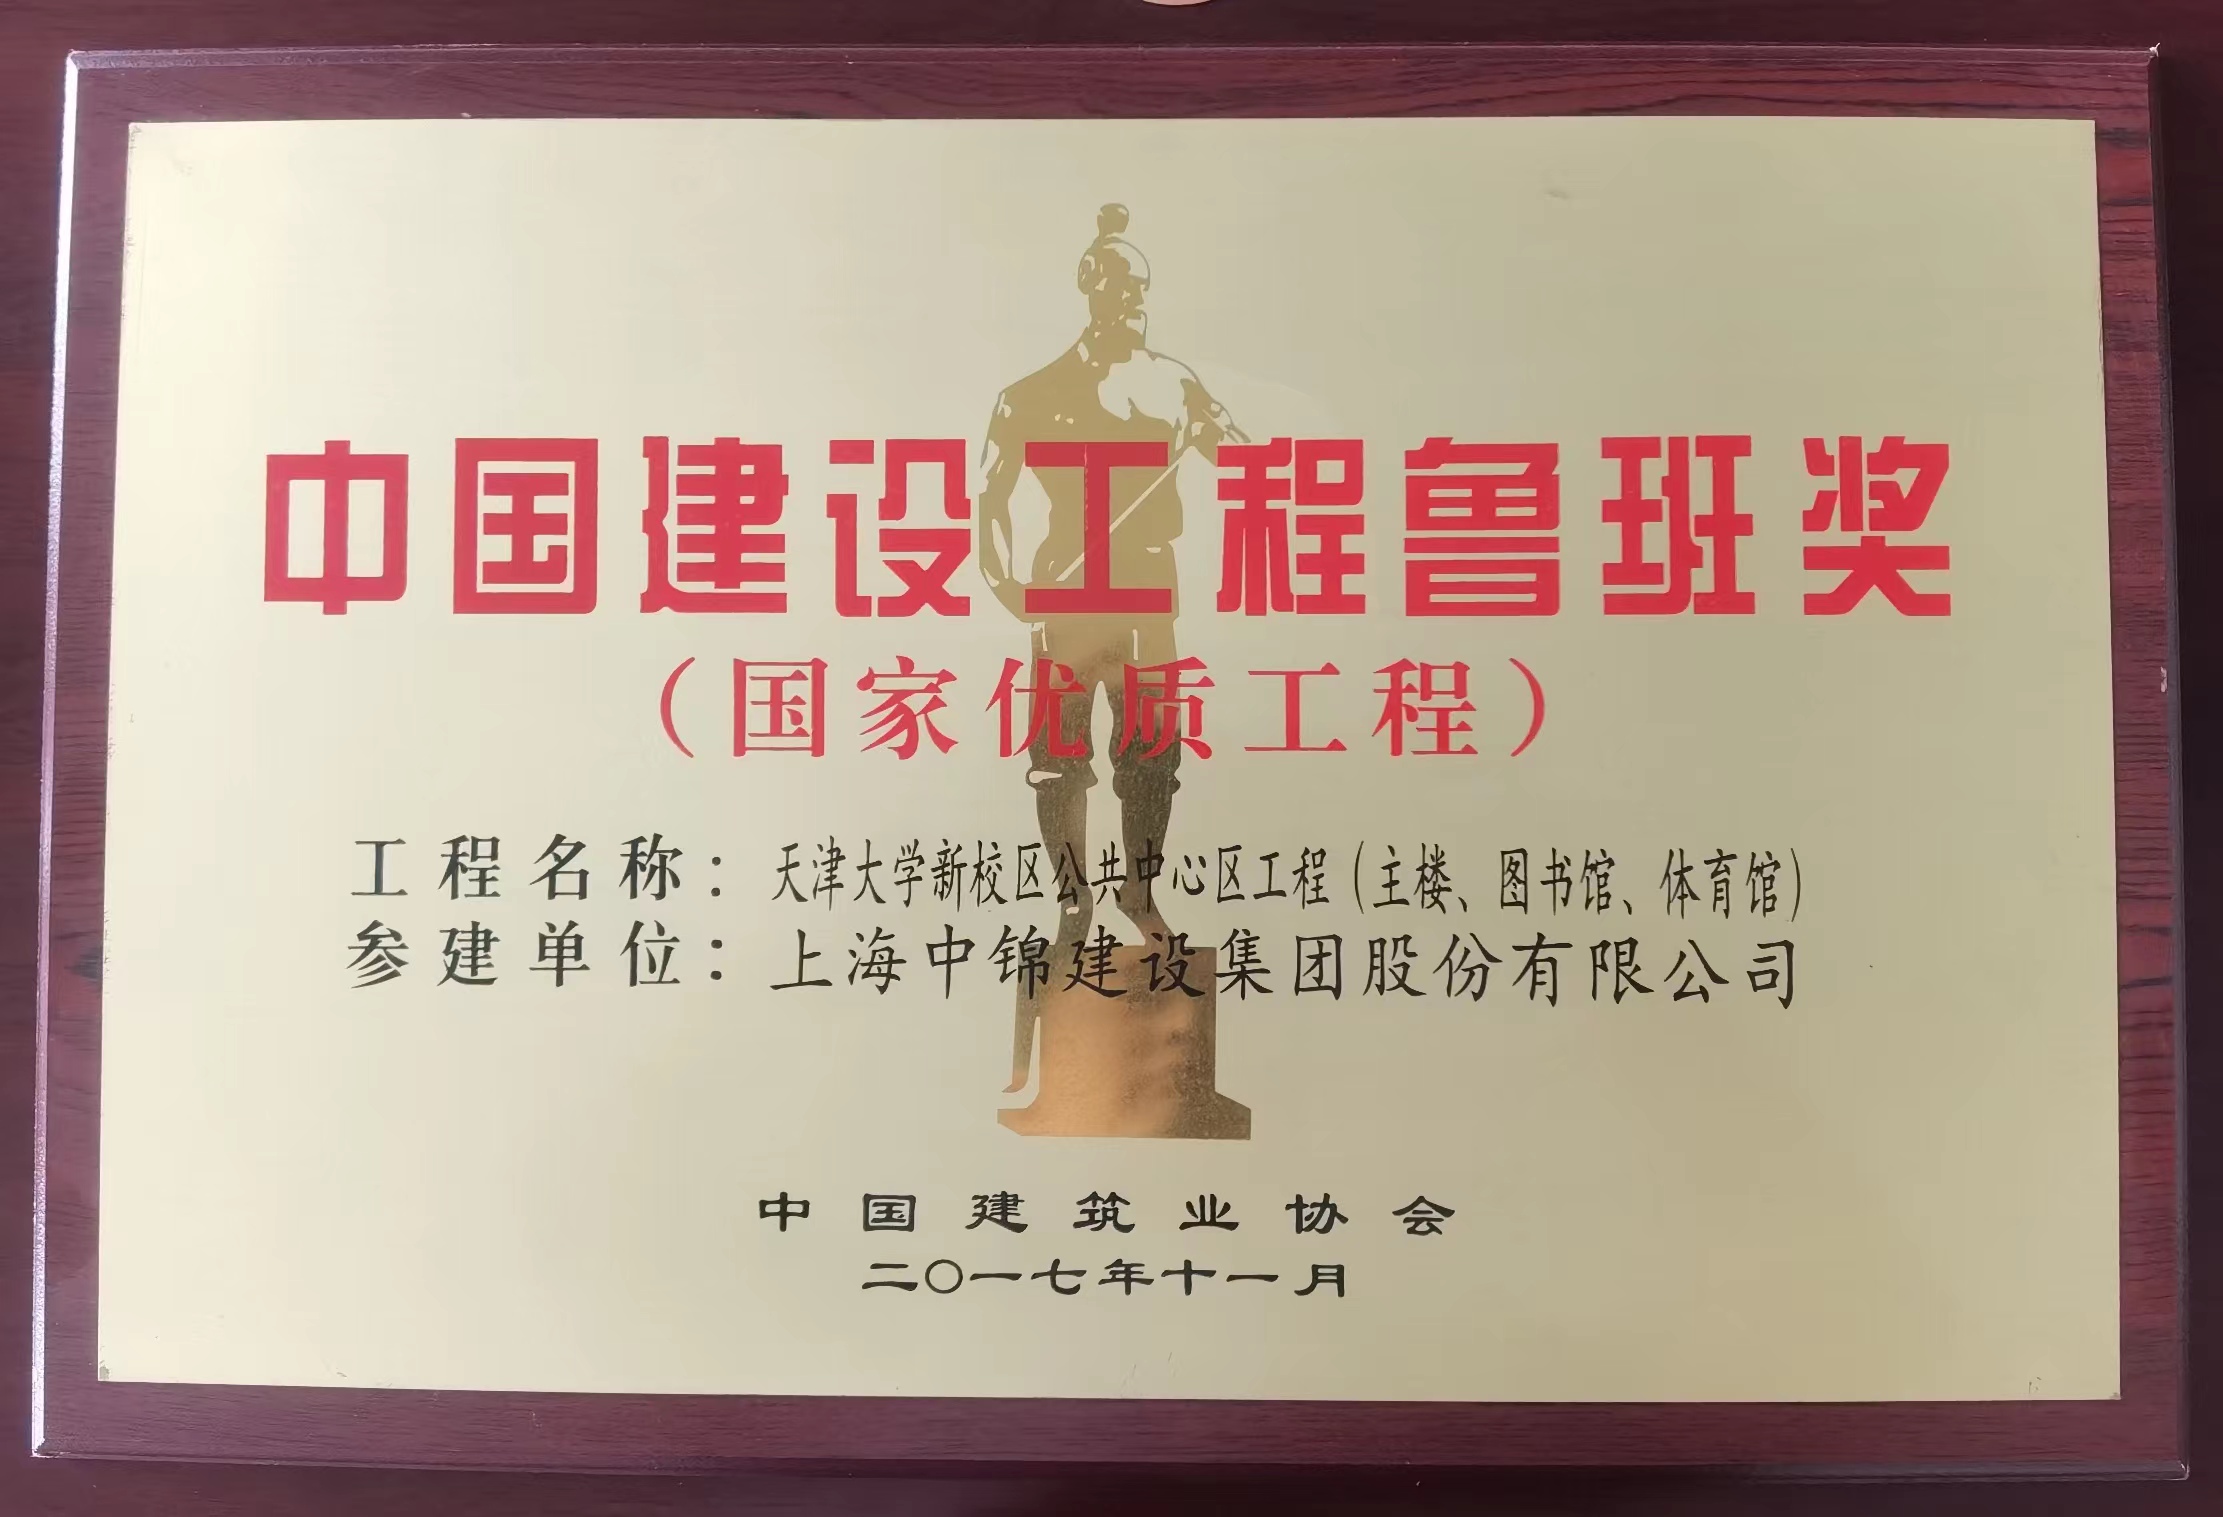 中国建设工程鲁班奖
（国家优质工程）
工程名称：天津大学新校区公共中心区工程（主楼、图书馆、体育馆）
参建单位：上海中锦建设集团股份有限公司
中国建筑业协会
二〇一七年十一月